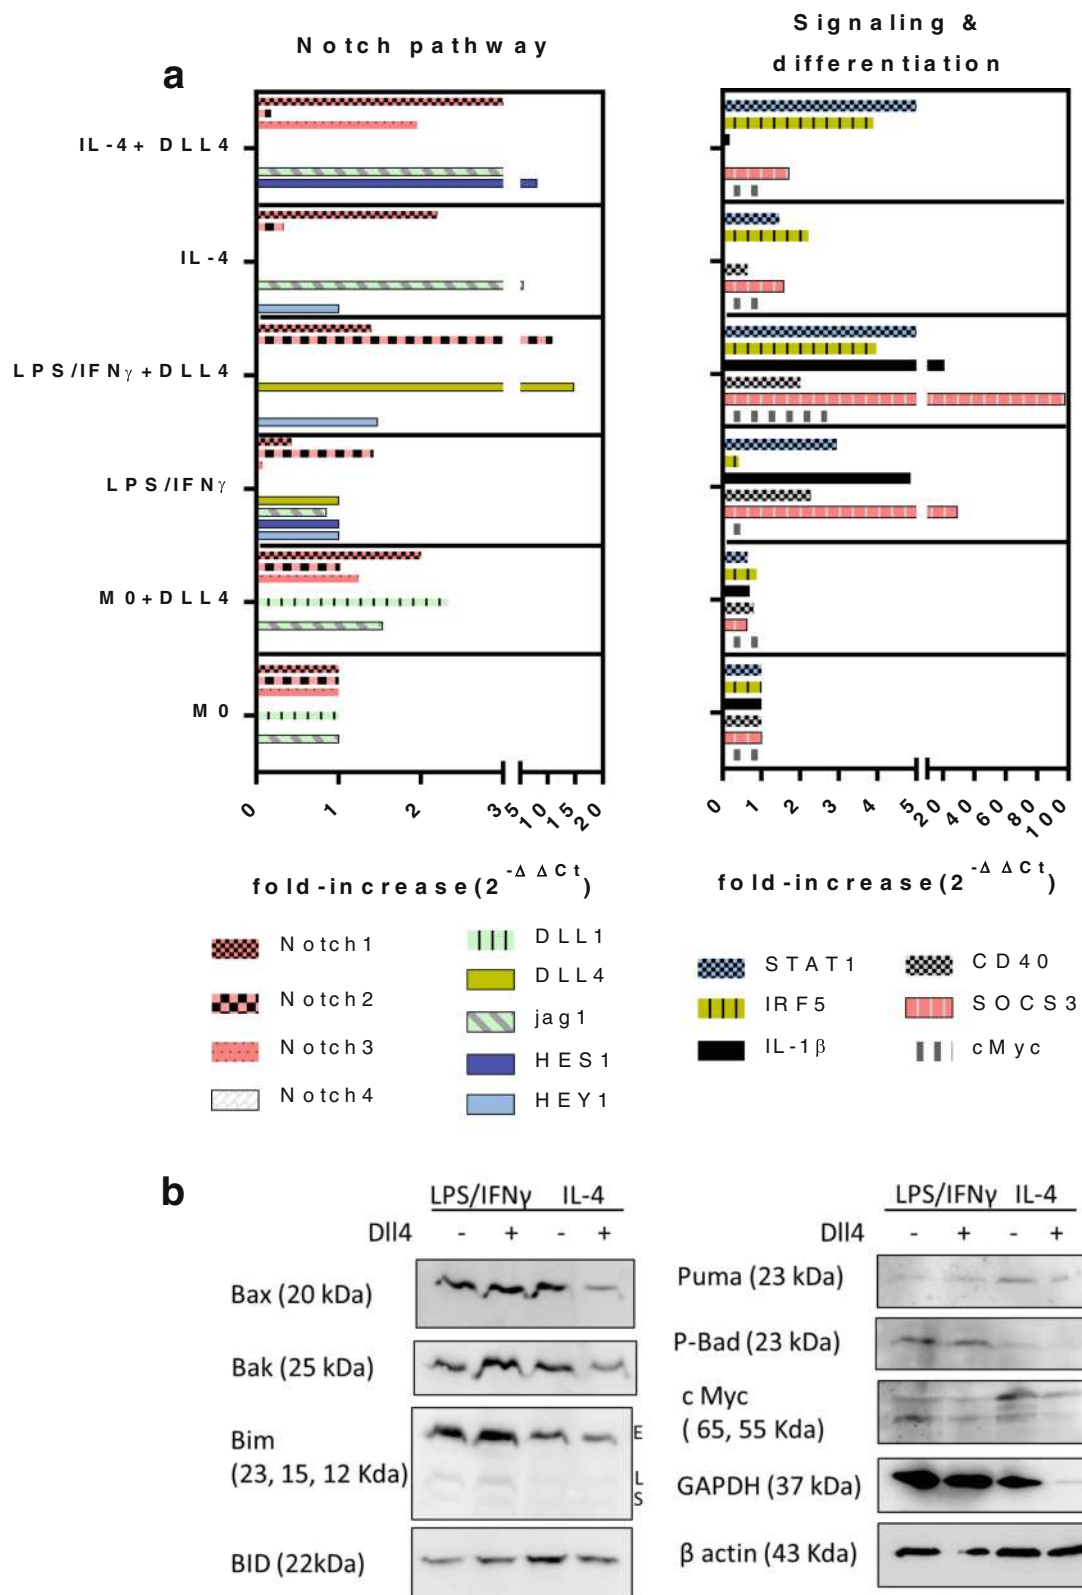 a
Notch pathway
Signaling &
differentiation
IL-4+ DLL4
IL-4
LPS/IFNγ+DLL4
LPS/IFNγ
M0+DLL4
M0
0 1 2 3 5 10 15 20
0 1 2 3 4 5 20 40 60 80 100
fold-increase(2^-ΔΔCt)
fold-increase(2^-ΔΔCt)
Notch1
Notch2
Notch3
Notch4
DLL1
DLL4
jag1
HES1
HEY1
STAT1
IRF5
IL-1β
CD40
SOCS3
cMyc
b
LPS/IFNγ IL-4
Dll4 - + - +
Bax (20 kDa)
Bak (25 kDa)
Bim
(23, 15, 12 Kda)
E
L
S
BID (22kDa)
LPS/IFNγ IL-4
Dll4 - + - +
Puma (23 kDa)
P-Bad (23 kDa)
c Myc
( 65, 55 Kda)
GAPDH (37 kDa)
β actin (43 Kda)